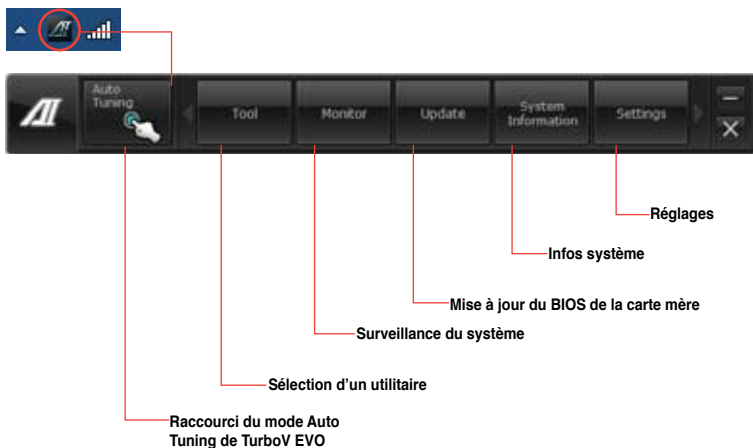 Auto
Tuning
Tool
Monitor
Update
System
Information
Settings
Réglages
Infos système
Mise à jour du BIOS de la carte mère
Surveillance du système
Sélection d'un utilitaire
Raccourci du mode Auto
Tuning de TurboV EVO